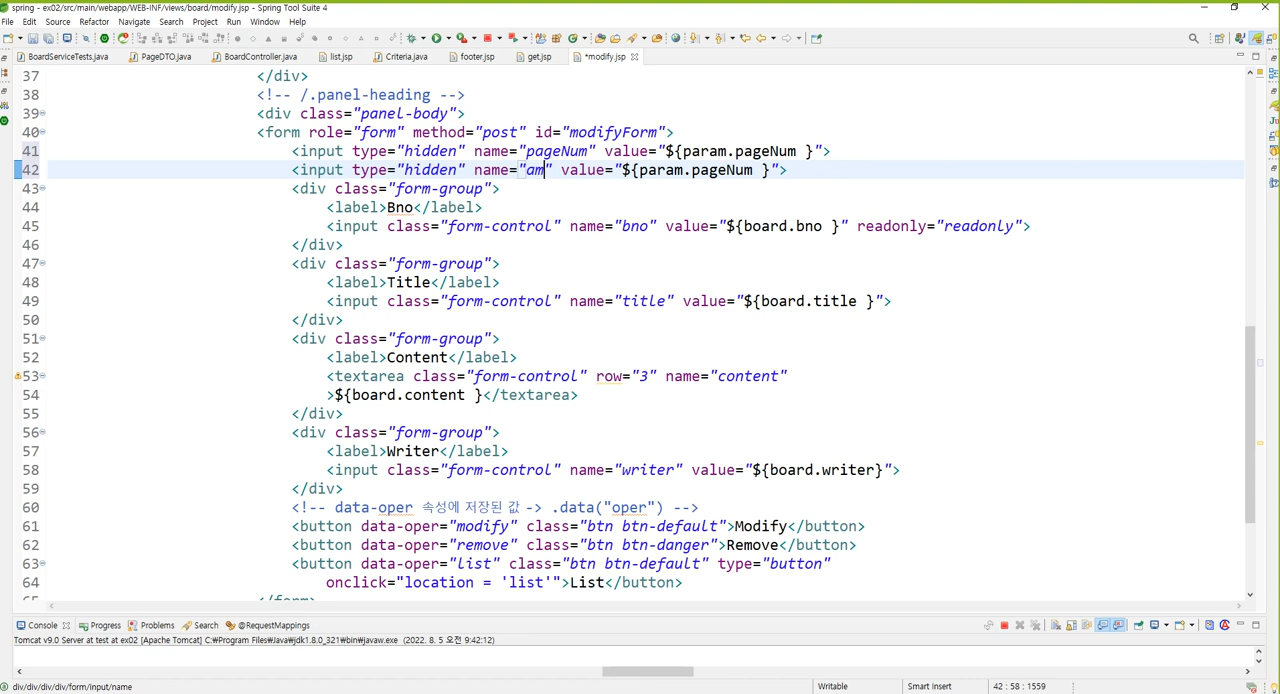 spring - ex02/src/main/webapp/WEB-INF/views/board/modify.jsp - Spring Tool Suite 4
File Edit Source Refactor Navigate Search Project Run Window Help
BoardServiceTests.java PageDTO.java BoardController.java list.jsp Criteria.java footer.jsp get.jsp *modify.jsp
37 </div>
38 <!-- /.panel-heading -->
39 <div class="panel-body">
40 <form role="form" method="post" id="modifyForm">
41 <input type="hidden" name="pageNum" value="${param.pageNum }">
42 <input type="hidden" name="am" value="${param.pageNum }">
43 <div class="form-group">
44 <label>Bno</label>
45 <input class="form-control" name="bno" value="${board.bno }" readonly="readonly">
46 </div>
47 <div class="form-group">
48 <label>Title</label>
49 <input class="form-control" name="title" value="${board.title }">
50 </div>
51 <div class="form-group">
52 <label>Content</label>
53 <textarea class="form-control" row="3" name="content"
54 >${board.content }</textarea>
55 </div>
56 <div class="form-group">
57 <label>Writer</label>
58 <input class="form-control" name="writer" value="${board.writer}">
59 </div>
60 <!-- data-oper 속성에 저장된 값 -> .data("oper") -->
61 <button data-oper="modify" class="btn btn-default">Modify</button>
62 <button data-oper="remove" class="btn btn-danger">Remove</button>
63 <button data-oper="list" class="btn btn-default" type="button"
64 onclick="location = 'list'">List</button>
65 </form>
Console Progress Problems Search @RequestMappings
Tomcat v9.0 Server at test at ex02 [Apache Tomcat] C:\Program Files\Java\jdk1.8.0_321\bin\javaw.exe (2022. 8. 5 오전 9:42:12)
div/div/div/div/form/input/name Writable Smart Insert 42 : 58 : 1559